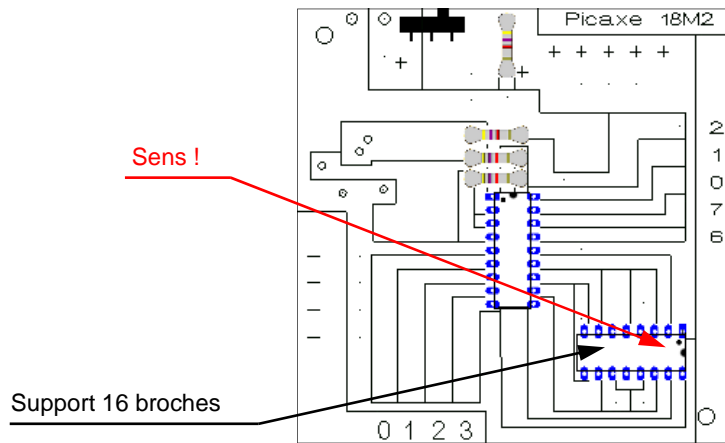 Picaxe 18M2
+ + + + +
+ +
2
Sens !
1
0
7
6
Support 16 broches
0 1 2 3